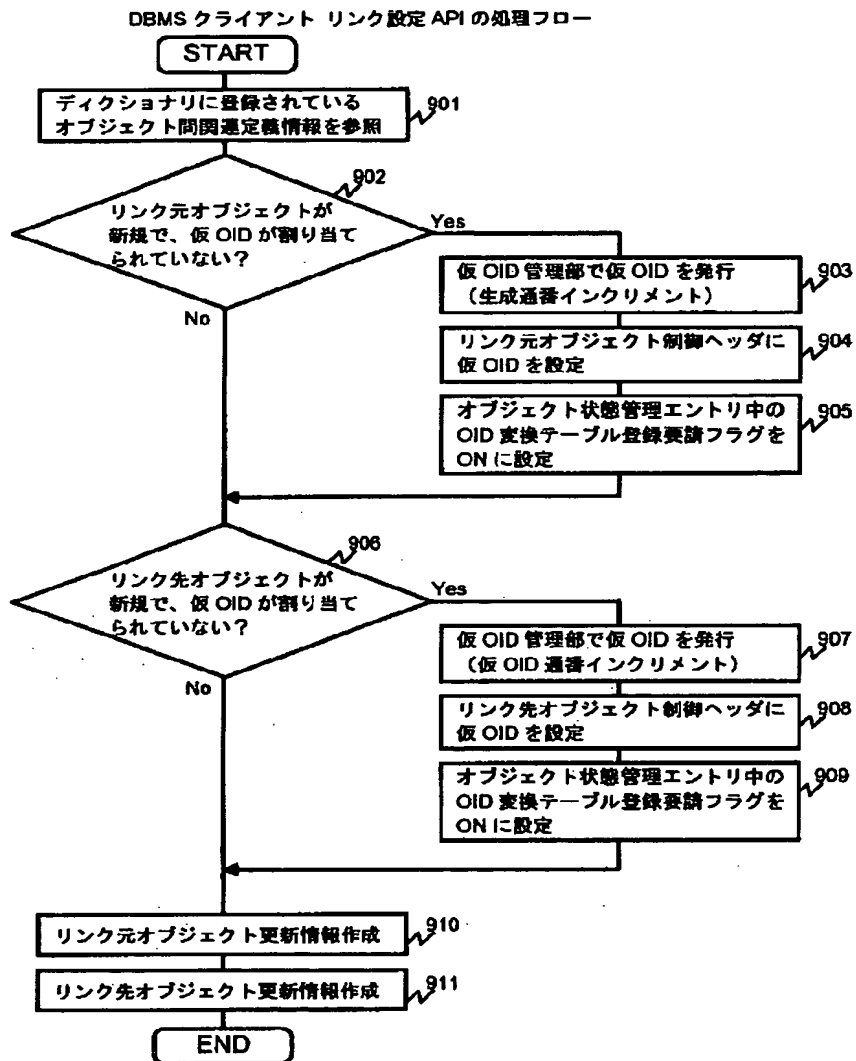 DBMS クライアント リンク設定 API の処理フロー
START
ディクショナリに登録されている
オブジェクト間関連定義情報を参照
901
902
リンク元オブジェクトが
新規で、仮 OID が割り当て
られていない？
Yes
No
仮 OID 管理部で仮 OID を発行
（生成通番インクリメント）
903
リンク元オブジェクト制御ヘッダに
仮 OID を設定
904
オブジェクト状態管理エントリ中の
OID 変換テーブル登録要請フラグを
ON に設定
905
906
リンク先オブジェクトが
新規で、仮 OID が割り当て
られていない？
Yes
No
仮 OID 管理部で仮 OID を発行
（仮 OID 通番インクリメント）
907
リンク先オブジェクト制御ヘッダに
仮 OID を設定
908
オブジェクト状態管理エントリ中の
OID 変換テーブル登録要請フラグを
ON に設定
909
リンク元オブジェクト更新情報作成
910
リンク先オブジェクト更新情報作成
911
END